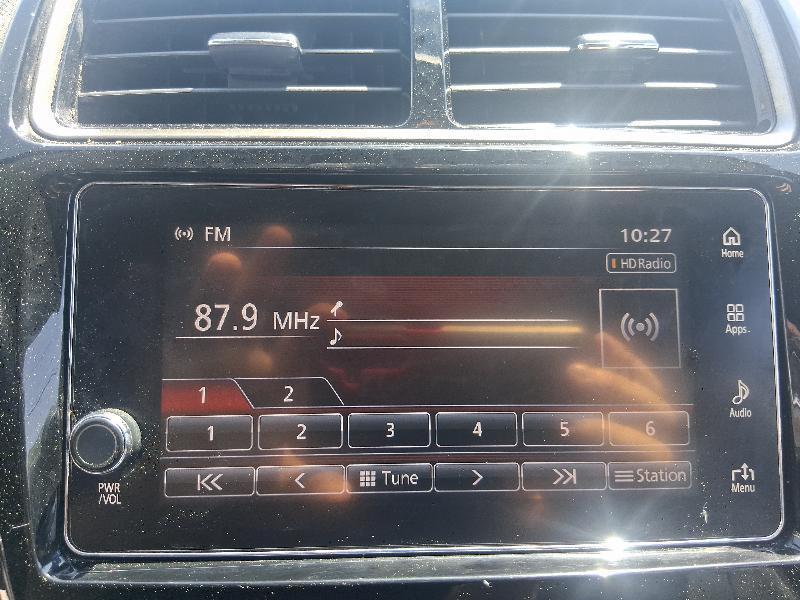 FM
10:27
HD Radio
Home
87.9 MHz
Apps.
1 2
Audio
1 2 3 4 5 6
Tune
Station
PWR
/VOL
Menu